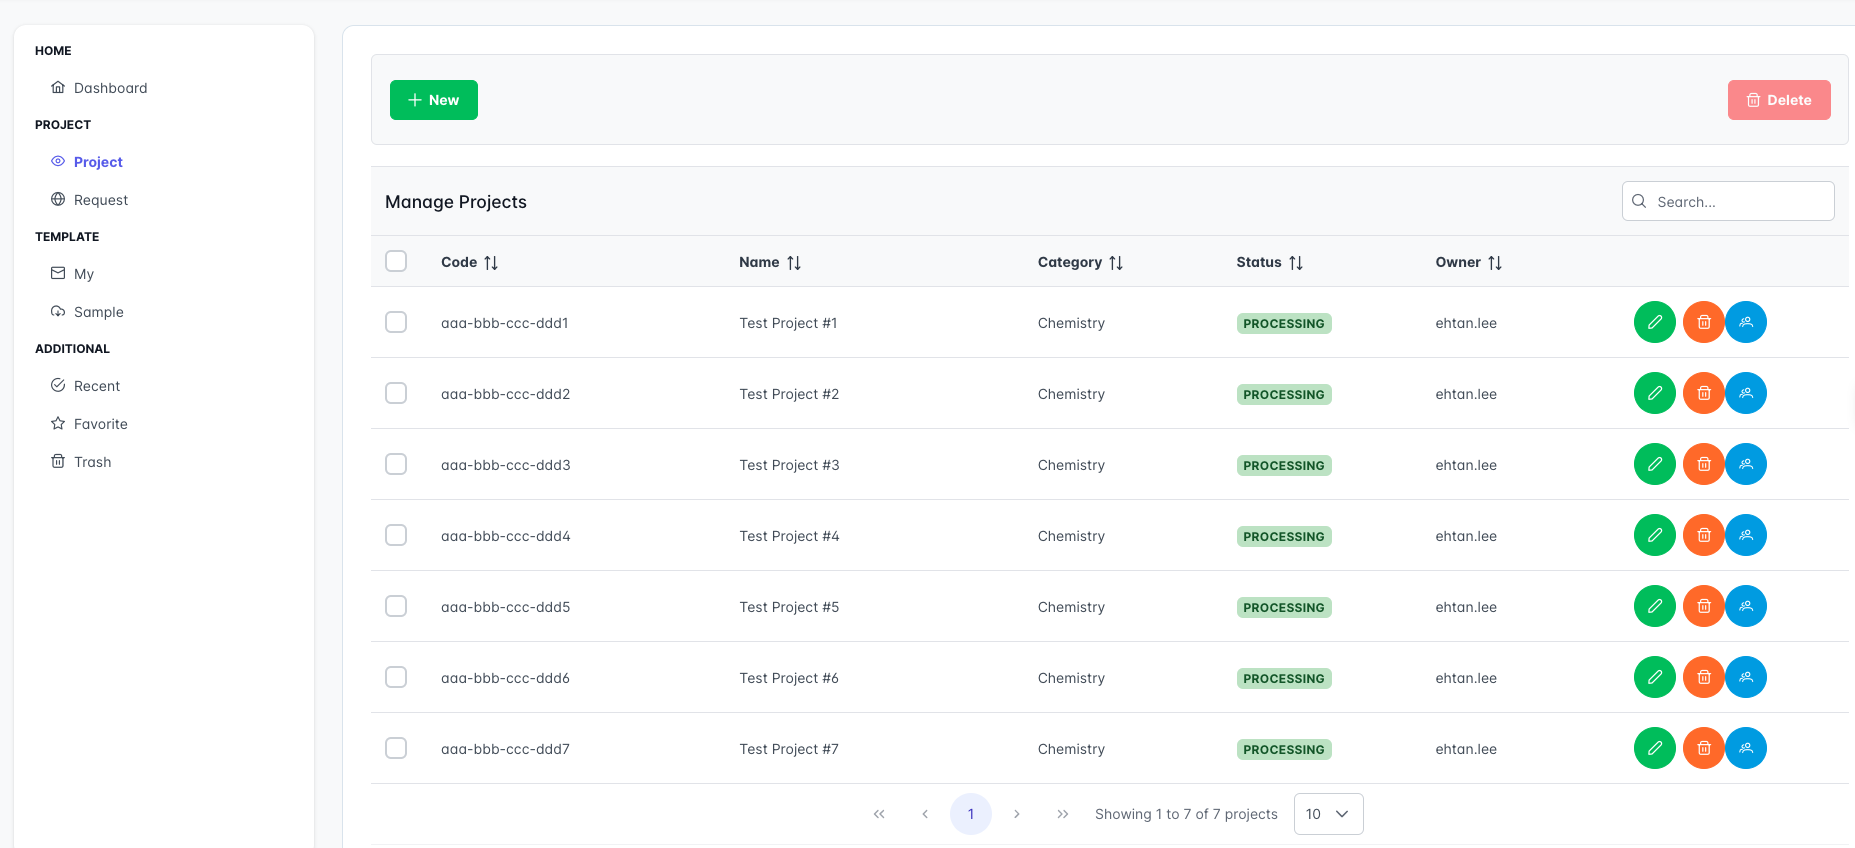 HOME
Dashboard
PROJECT
Project
Request
TEMPLATE
My
Sample
ADDITIONAL
Recent
Favorite
Trash
New
Delete
Manage Projects
Search...
Code Name Category Status Owner
aaa-bbb-ccc-ddd1 Test Project #1 Chemistry PROCESSING ehtan.lee
aaa-bbb-ccc-ddd2 Test Project #2 Chemistry PROCESSING ehtan.lee
aaa-bbb-ccc-ddd3 Test Project #3 Chemistry PROCESSING ehtan.lee
aaa-bbb-ccc-ddd4 Test Project #4 Chemistry PROCESSING ehtan.lee
aaa-bbb-ccc-ddd5 Test Project #5 Chemistry PROCESSING ehtan.lee
aaa-bbb-ccc-ddd6 Test Project #6 Chemistry PROCESSING ehtan.lee
aaa-bbb-ccc-ddd7 Test Project #7 Chemistry PROCESSING ehtan.lee
1 Showing 1 to 7 of 7 projects 10